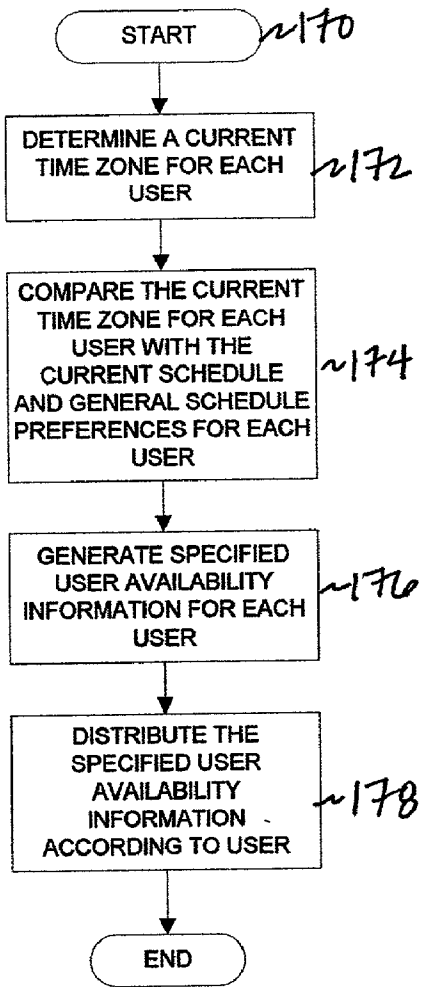 START ~170
DETERMINE A CURRENT
TIME ZONE FOR EACH
USER
~172
COMPARE THE CURRENT
TIME ZONE FOR EACH
USER WITH THE
CURRENT SCHEDULE
AND GENERAL SCHEDULE
PREFERENCES FOR EACH
USER
~174
GENERATE SPECIFIED
USER AVAILABILITY
INFORMATION FOR EACH
USER
~176
DISTRIBUTE THE
SPECIFIED USER
AVAILABILITY
INFORMATION
ACCORDING TO USER
~178
END